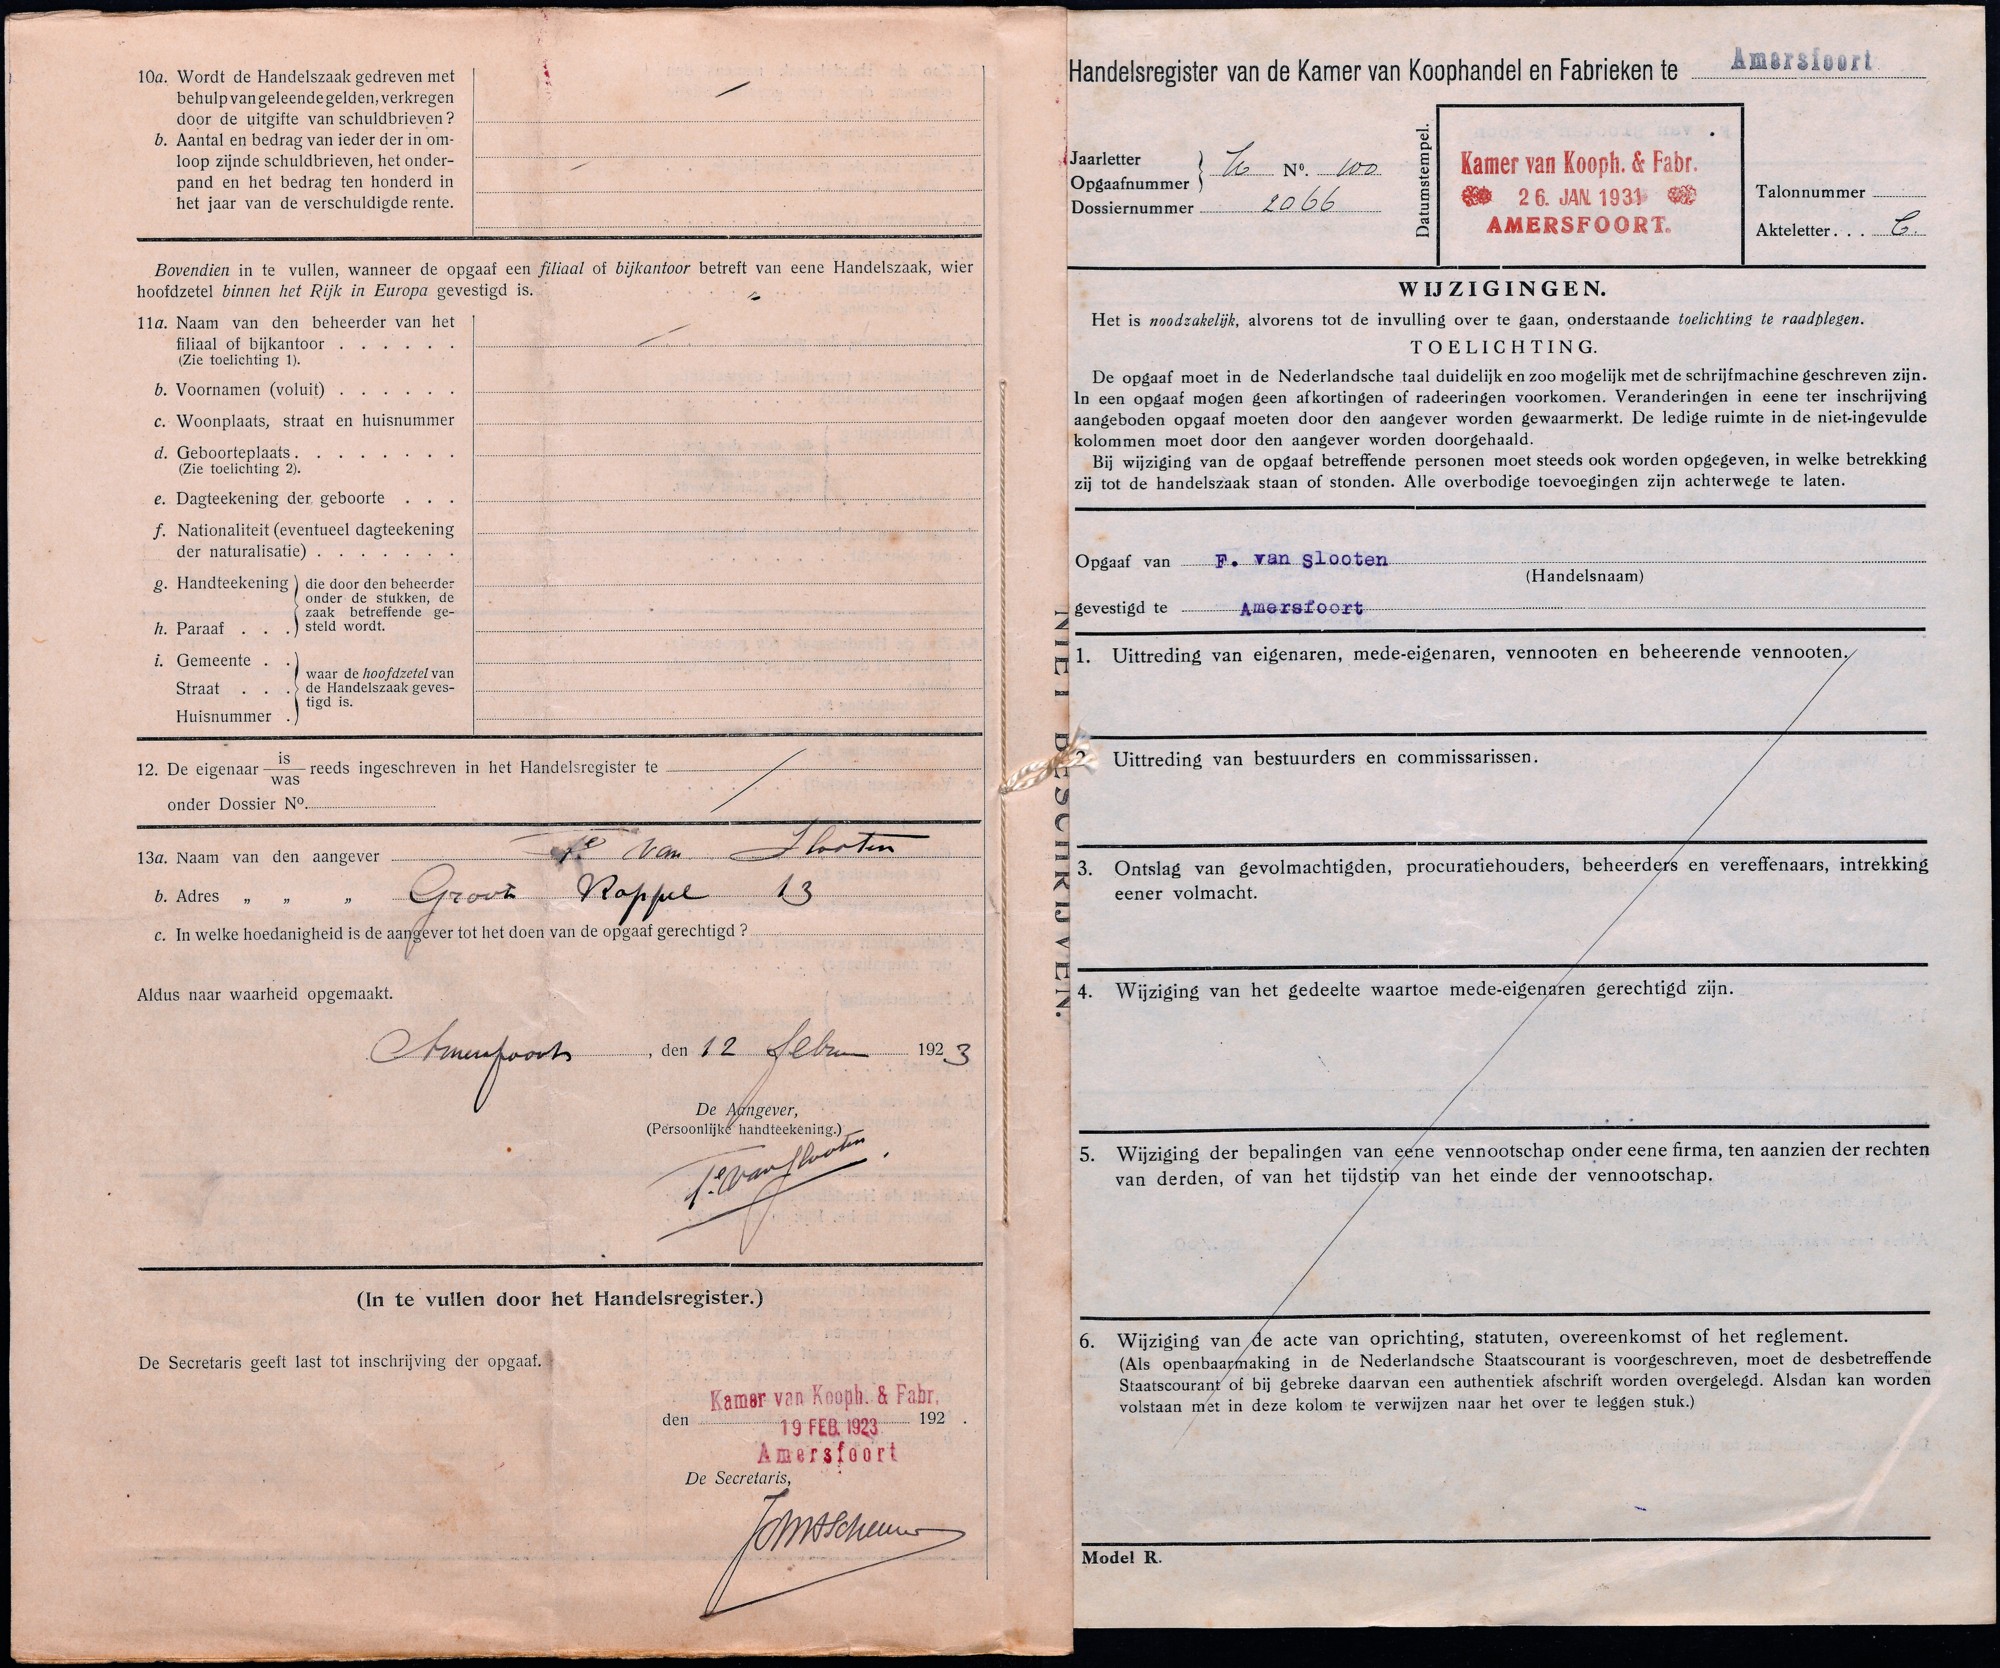 10a. Wordt de Handelszaak gedreven met
behulp van geleende gelden, verkregen
door de uitgifte van schuldbrieven?
b. Aantal en bedrag van ieder der in om-
loop zijnde schuldbrieven, het onder-
pand en het bedrag ten honderd in
het jaar van de verschuldigde rente.
Bovendien in te vullen, wanneer de opgaaf een filiaal of bijkantoor betreft van eene Handelszaak, wier
hoofdzetel binnen het Rijk in Europa gevestigd is.
11a. Naam van den beheerder van het
filiaal of bijkantoor . . . . . .
(Zie toelichting 1).
b. Voornamen (voluit) . . . . . .
c. Woonplaats, straat en huisnummer
d. Geboorteplaats . . . . . . . .
(Zie toelichting 2).
e. Dagteekening der geboorte . . .
f. Nationaliteit (eventueel dagteekening
der naturalisatie) . . . . . . .
g. Handteekening
h. Paraaf . . .
die door den beheerder
onder de stukken, de
zaak betreffende ge-
steld wordt.
i. Gemeente . .
Straat . . .
Huisnummer .
waar de hoofdzetel van
de Handelszaak geves-
tigd is.
12. De eigenaar is/was reeds ingeschreven in het Handelsregister te
onder Dossier No.
13a. Naam van den aangever Fe van Slooten
b. Adres „ „ „ Groote Koppel 13
c. In welke hoedanigheid is de aangever tot het doen van de opgaaf gerechtigd?
Aldus naar waarheid opgemaakt.
Amersfoort, den 12 Febru 1923
De Aangever,
(Persoonlijke handteekening.)
Fe van Slooten
(In te vullen door het Handelsregister.)
De Secretaris geeft last tot inschrijving der opgaaf.
Kamer van Kooph. & Fabr.
den 192 .
19 FEB. 1923
Amersfoort
De Secretaris,
NIET BESCHRIJVEN.
Handelsregister van de Kamer van Koophandel en Fabrieken te Amersfoort
Jaarletter
Opgaafnummer
No. 100
Dossiernummer 2066
Datumstempel.
Kamer van Kooph. & Fabr.
26 JAN. 1931
AMERSFOORT.
Talonnummer
Akteletter . . . C.
WIJZIGINGEN.
Het is noodzakelijk, alvorens tot de invulling over te gaan, onderstaande toelichting te raadplegen.
TOELICHTING.
De opgaaf moet in de Nederlandsche taal duidelijk en zoo mogelijk met de schrijfmachine geschreven zijn.
In een opgaaf mogen geen afkortingen of radeeringen voorkomen. Veranderingen in eene ter inschrijving
aangeboden opgaaf moeten door den aangever worden gewaarmerkt. De ledige ruimte in de niet-ingevulde
kolommen moet door den aangever worden doorgehaald.
Bij wijziging van de opgaaf betreffende personen moet steeds ook worden opgegeven, in welke betrekking
zij tot de handelszaak staan of stonden. Alle overbodige toevoegingen zijn achterwege te laten.
Opgaaf van F. van Slooten
(Handelsnaam)
gevestigd te Amersfoort
1. Uittreding van eigenaren, mede-eigenaren, vennooten en beheerende vennooten.
2. Uittreding van bestuurders en commissarissen.
3. Ontslag van gevolmachtigden, procuratiehouders, beheerders en vereffenaars, intrekking
eener volmacht.
4. Wijziging van het gedeelte waartoe mede-eigenaren gerechtigd zijn.
5. Wijziging der bepalingen van eene vennootschap onder eene firma, ten aanzien der rechten
van derden, of van het tijdstip van het einde der vennootschap.
6. Wijziging van de acte van oprichting, statuten, overeenkomst of het reglement.
(Als openbaarmaking in de Nederlandsche Staatscourant is voorgeschreven, moet de desbetreffende
Staatscourant of bij gebreke daarvan een authentiek afschrift worden overgelegd. Alsdan kan worden
volstaan met in deze kolom te verwijzen naar het over te leggen stuk.)
Model R.